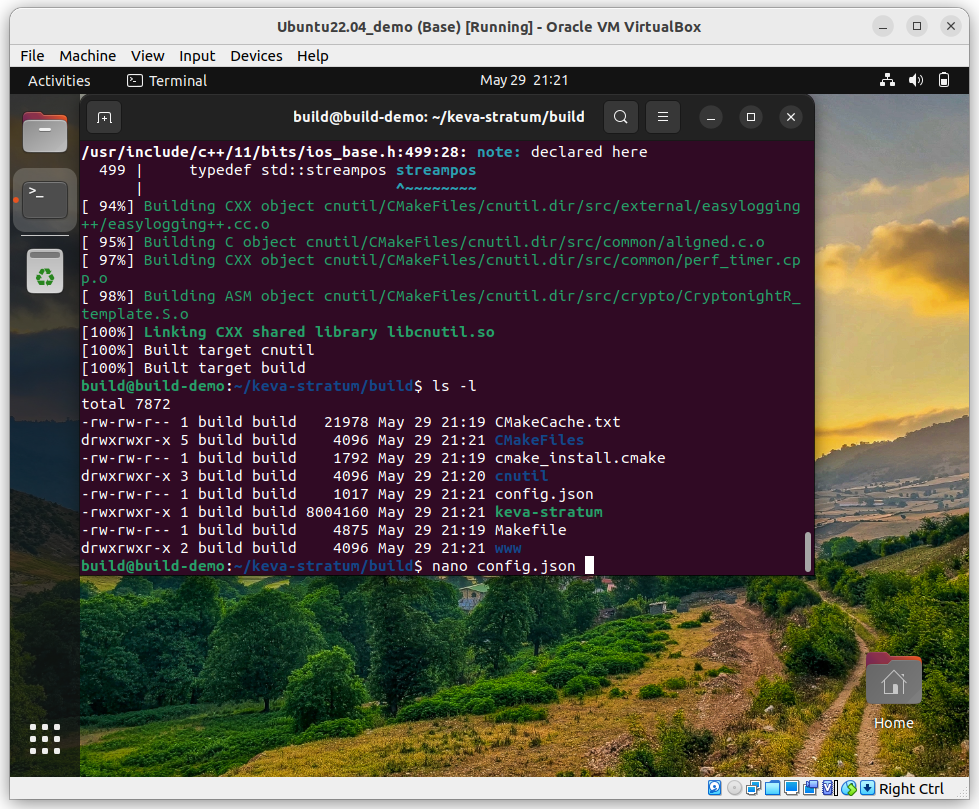 Ubuntu22.04_demo (Base) [Running] - Oracle VM VirtualBox
File Machine View Input Devices Help
Activities Terminal May 29 21:21
build@build-demo: ~/keva-stratum/build
/usr/include/c++/11/bits/ios_base.h:499:28: note: declared here
  499 |     typedef std::streampos streampos
      |                            ^~~~~~~~~
[ 94%] Building CXX object cnutil/CMakeFiles/cnutil.dir/src/external/easylogging
++/easylogging++.cc.o
[ 95%] Building C object cnutil/CMakeFiles/cnutil.dir/src/common/aligned.c.o
[ 97%] Building CXX object cnutil/CMakeFiles/cnutil.dir/src/common/perf_timer.cp
p.o
[ 98%] Building ASM object cnutil/CMakeFiles/cnutil.dir/src/crypto/CryptonightR_
template.S.o
[100%] Linking CXX shared library libcnutil.so
[100%] Built target cnutil
[100%] Built target build
build@build-demo:~/keva-stratum/build$ ls -l
total 7872
-rw-rw-r-- 1 build build   21978 May 29 21:19 CMakeCache.txt
drwxrwxr-x 5 build build    4096 May 29 21:21 CMakeFiles
-rw-rw-r-- 1 build build    1792 May 29 21:19 cmake_install.cmake
drwxrwxr-x 3 build build    4096 May 29 21:20 cnutil
-rw-rw-r-- 1 build build    1017 May 29 21:21 config.json
-rwxrwxr-x 1 build build 8004160 May 29 21:21 keva-stratum
-rw-rw-r-- 1 build build    4875 May 29 21:19 Makefile
drwxrwxr-x 2 build build    4096 May 29 21:21 www
build@build-demo:~/keva-stratum/build$ nano config.json
Home
Right Ctrl